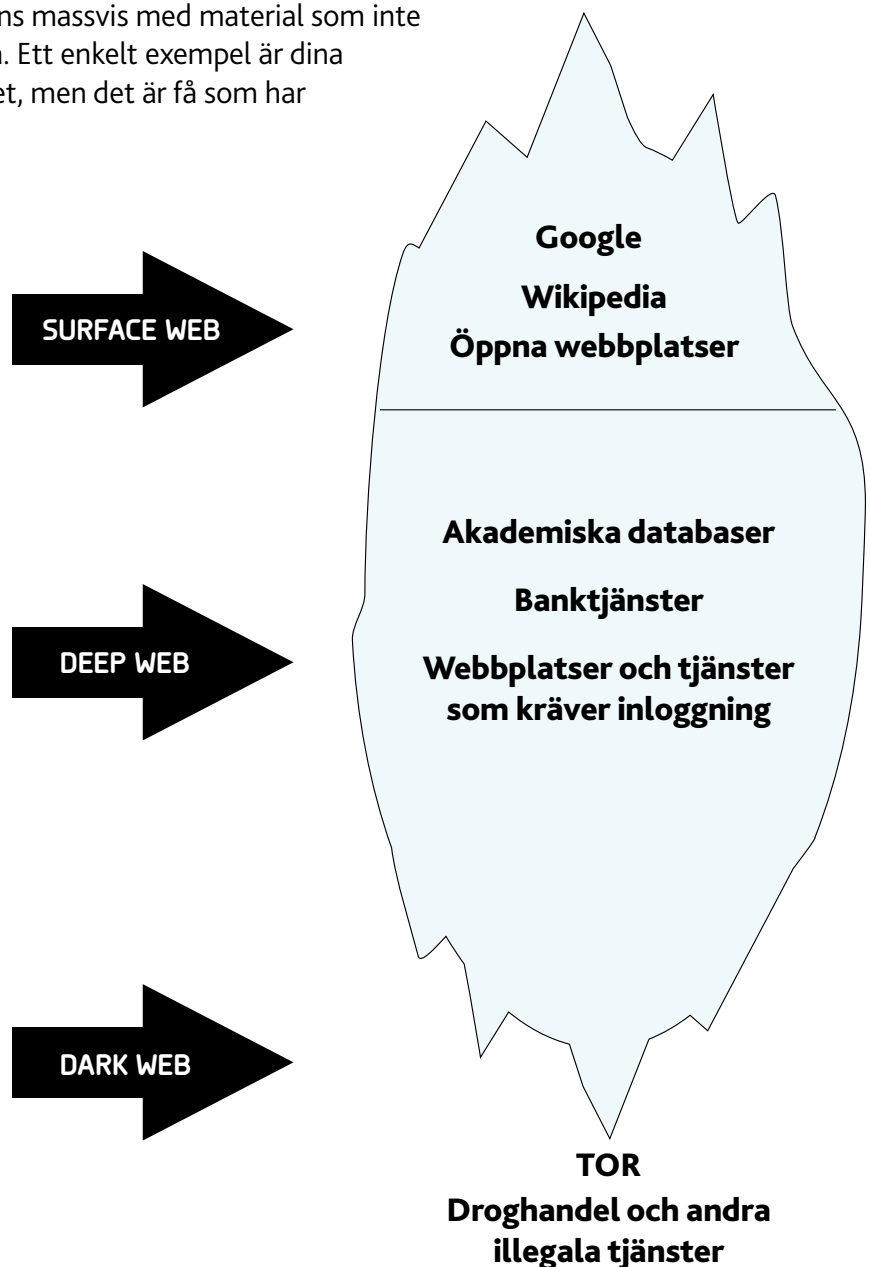 ns massvis med material som inte
. Ett enkelt exempel är dina
et, men det är få som har
Google
Wikipedia
SURFACE WEB
Öppna webbplatser
Akademiska databaser
Banktjänster
DEEP WEB
Webbplatser och tjänster
som kräver inloggning
DARK WEB
TOR
Droghandel och andra
illegala tjänster